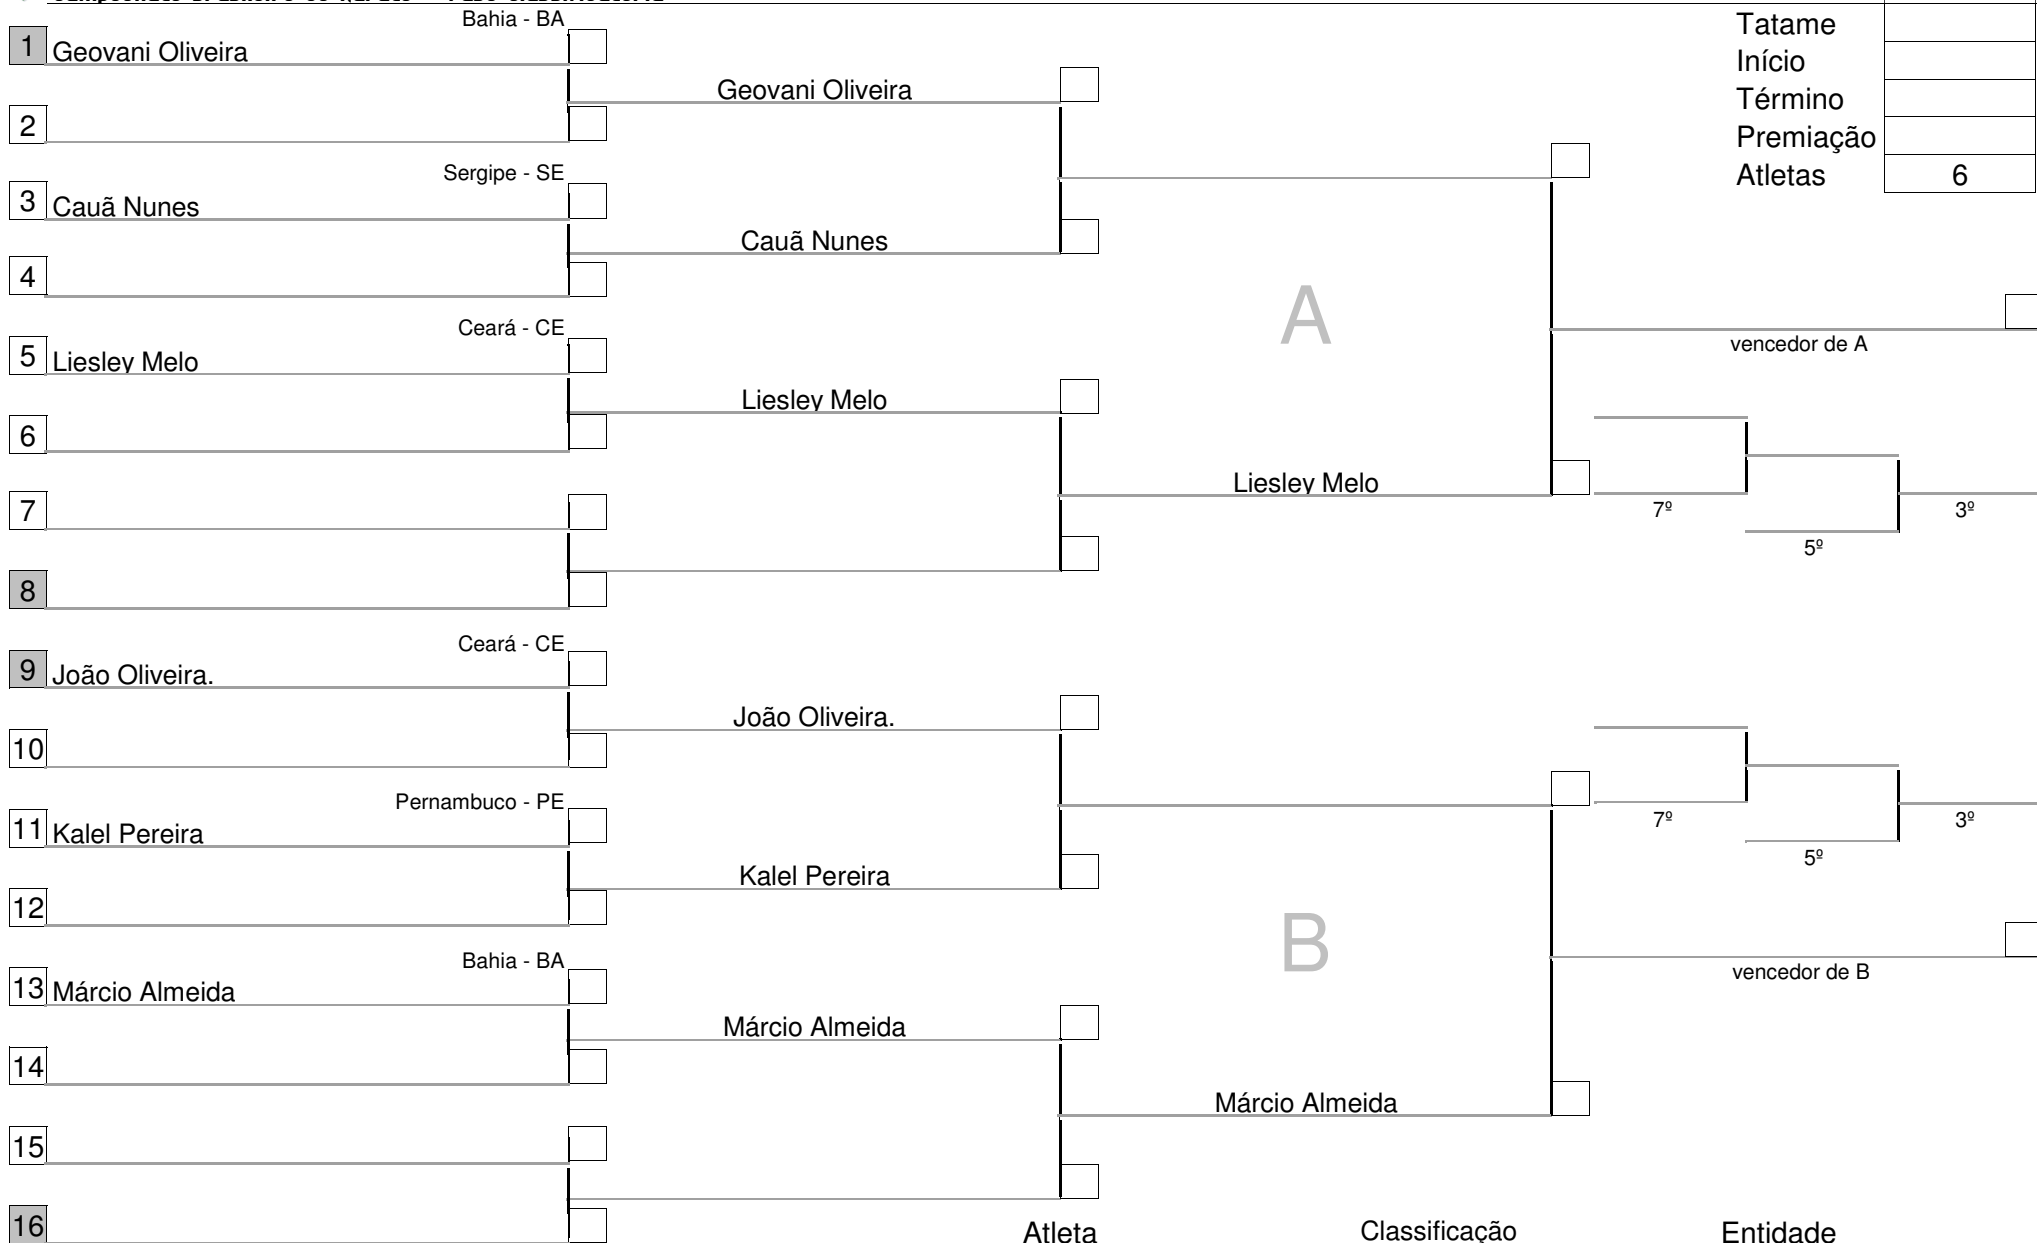 Bahia - BA
1 Geovani Oliveira
2
Sergipe - SE
3 Cauã Nunes
4
Ceará - CE
5 Liesley Melo
6
7
8
Ceará - CE
9 João Oliveira.
10
Pernambuco - PE
11 Kalel Pereira
12
Bahia - BA
13 Márcio Almeida
14
15
16
Geovani Oliveira
Cauã Nunes
Liesley Melo
João Oliveira.
Kalel Pereira
Márcio Almeida
A
Liesley Melo
B
Márcio Almeida
Tatame
Início
Término
Premiação
Atletas 6
vencedor de A
7º
5º
3º
7º
5º
3º
vencedor de B
Atleta Classificação Entidade